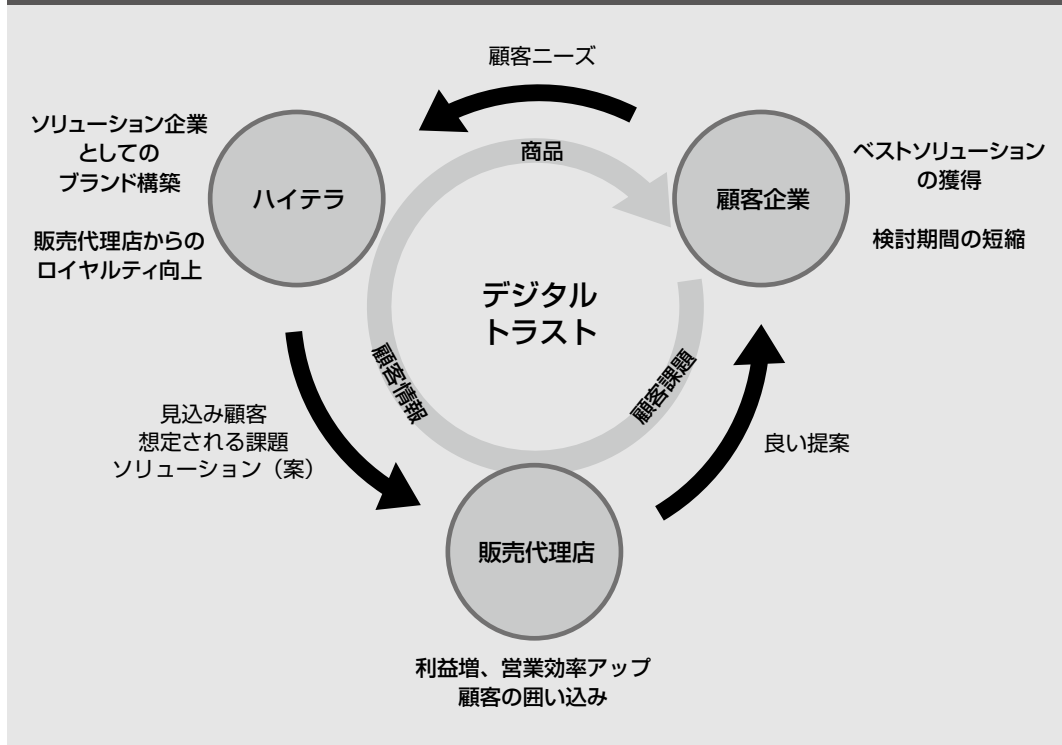 顧客ニーズ
ソリューション企業
としての
ブランド構築
販売代理店からの
ロイヤルティ向上
ハイテラ
商品
顧客企業
ベストソリューション
の獲得
検討期間の短縮
デジタル
トラスト
顧客情報
顧客課題
見込み顧客
想定される課題
ソリューション（案）
良い提案
販売代理店
利益増、営業効率アップ
顧客の囲い込み